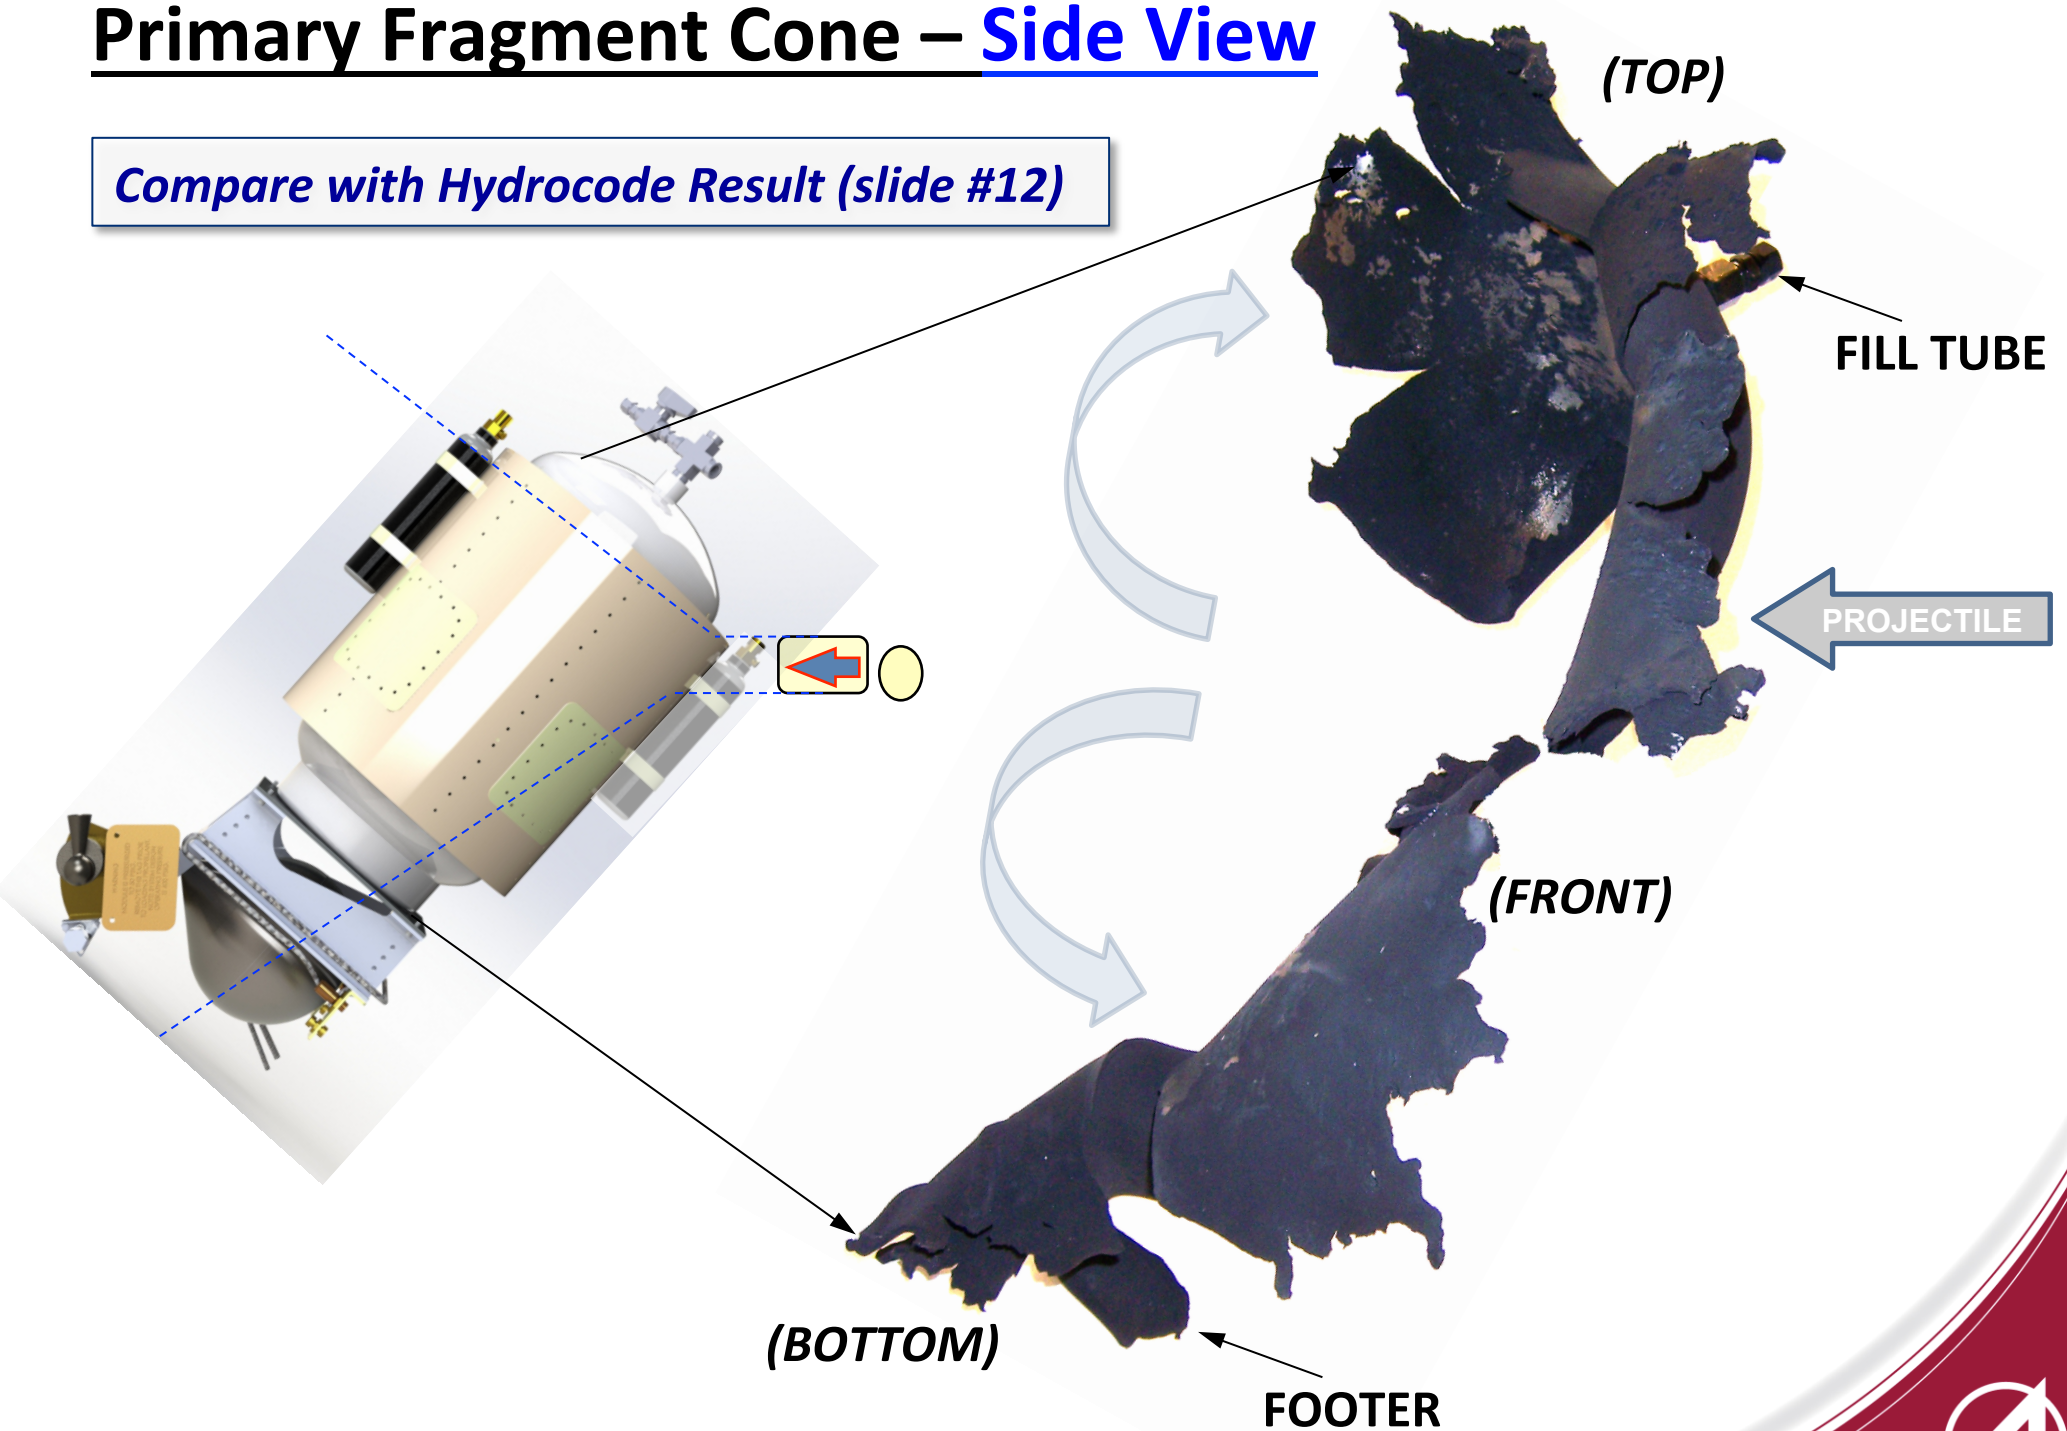 Primary Fragment Cone – Side View
(TOP)
Compare with Hydrocode Result (slide #12)
FILL TUBE
PROJECTILE
(FRONT)
(BOTTOM)
FOOTER